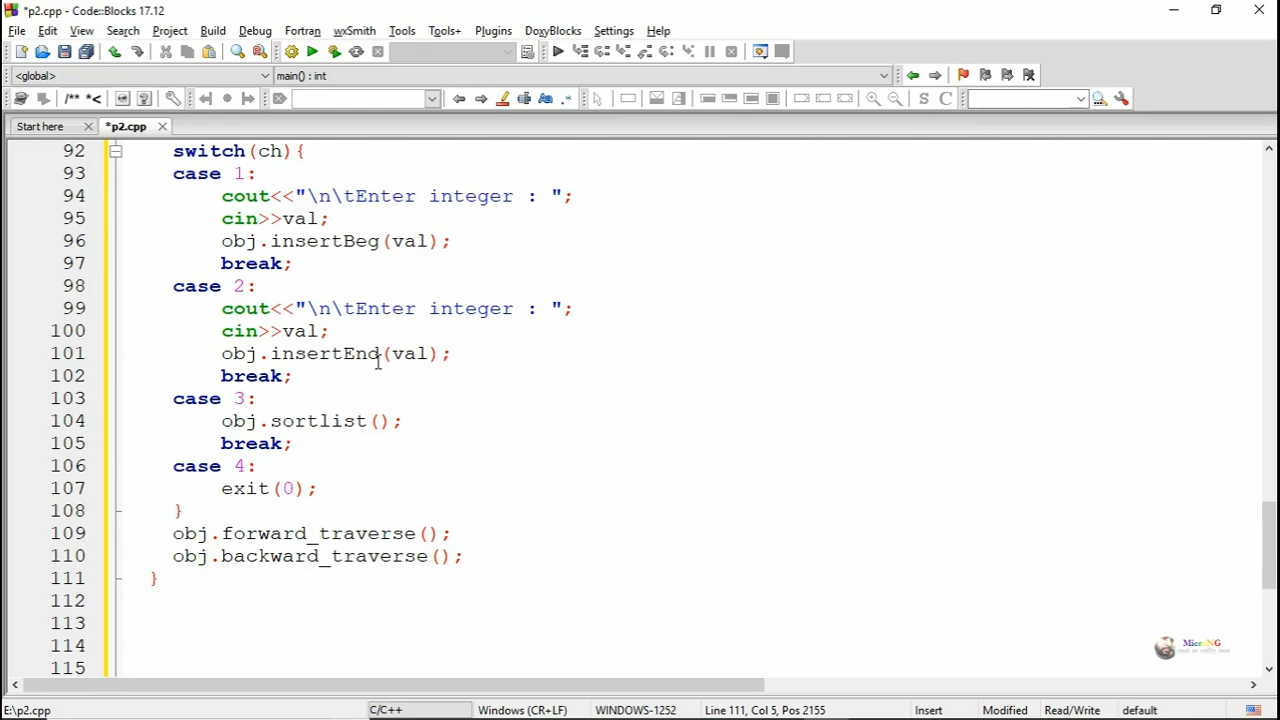 *p2.cpp - Code::Blocks 17.12
File Edit View Search Project Build Debug Fortran wxSmith Tools Tools+ Plugins DoxyBlocks Settings Help
<global> main() : int
/** *<
Start here *p2.cpp
92 switch(ch){
93 case 1:
94 cout<<"\n\tEnter integer : ";
95 cin>>val;
96 obj.insertBeg(val);
97 break;
98 case 2:
99 cout<<"\n\tEnter integer : ";
100 cin>>val;
101 obj.insertEnd(val);
102 break;
103 case 3:
104 obj.sortlist();
105 break;
106 case 4:
107 exit(0);
108 }
109 obj.forward_traverse();
110 obj.backward_traverse();
111 }
112
113
114
115
E:\p2.cpp C/C++ Windows (CR+LF) WINDOWS-1252 Line 111, Col 5, Pos 2155 Insert Modified Read/Write default